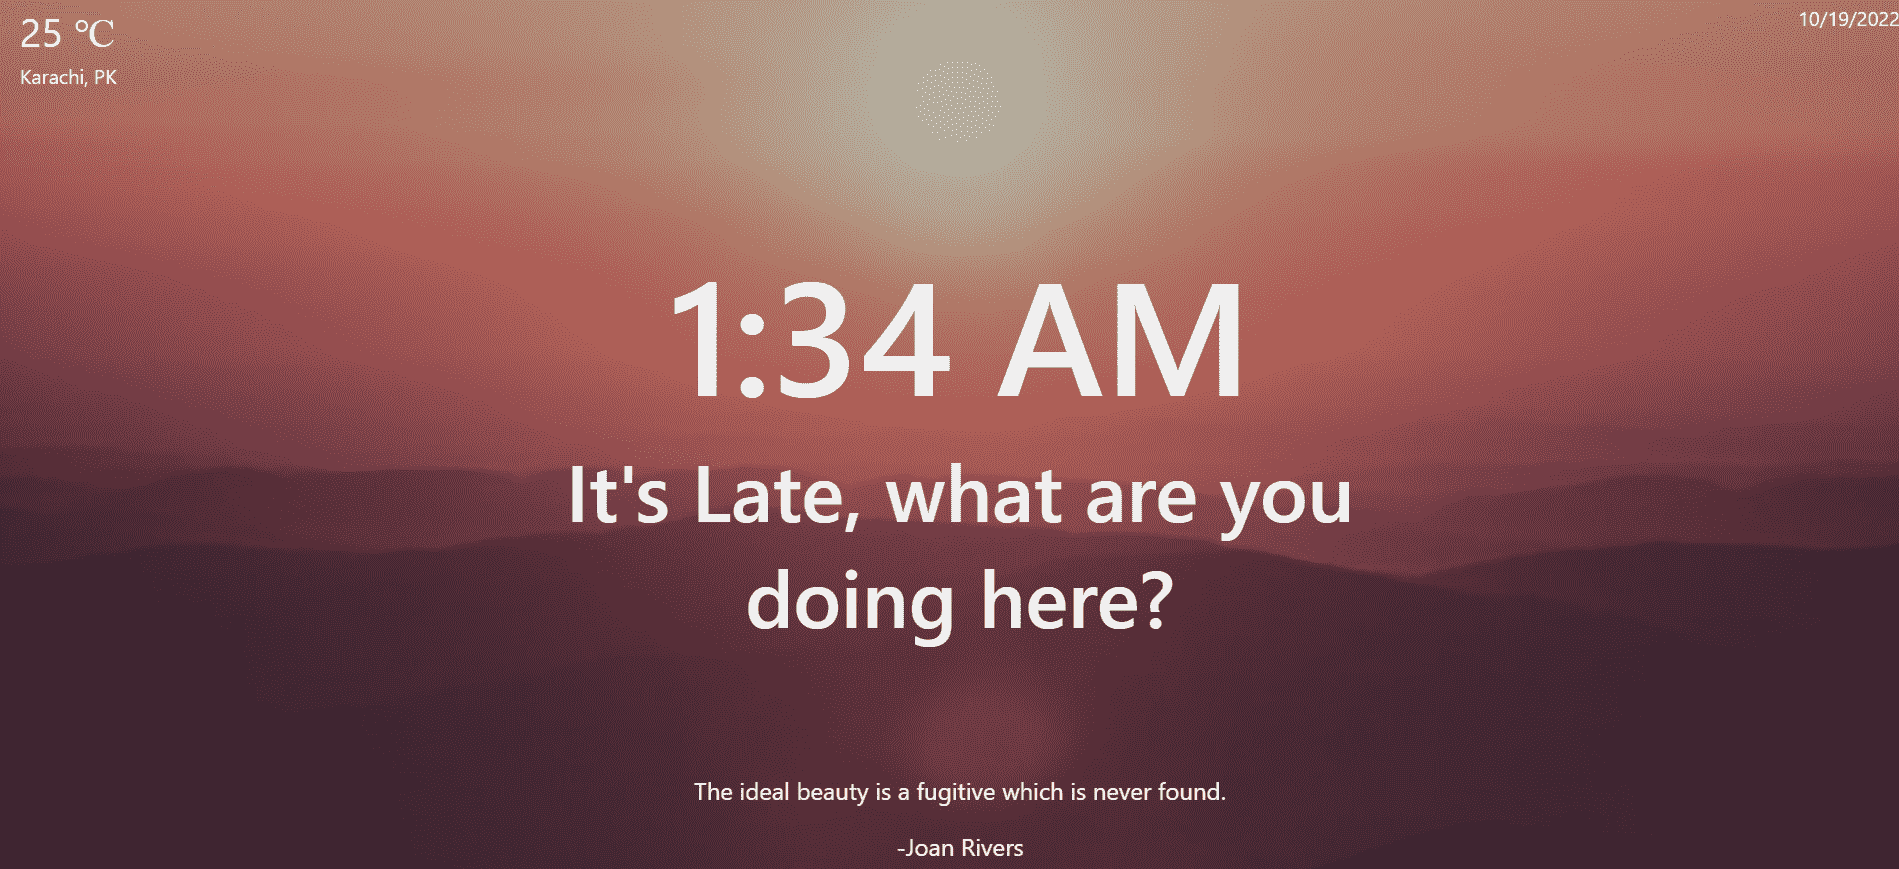 25 °C
10/19/2022
Karachi, PK
1:34 AM
It's Late, what are you
doing here?
The ideal beauty is a fugitive which is never found.
-Joan Rivers